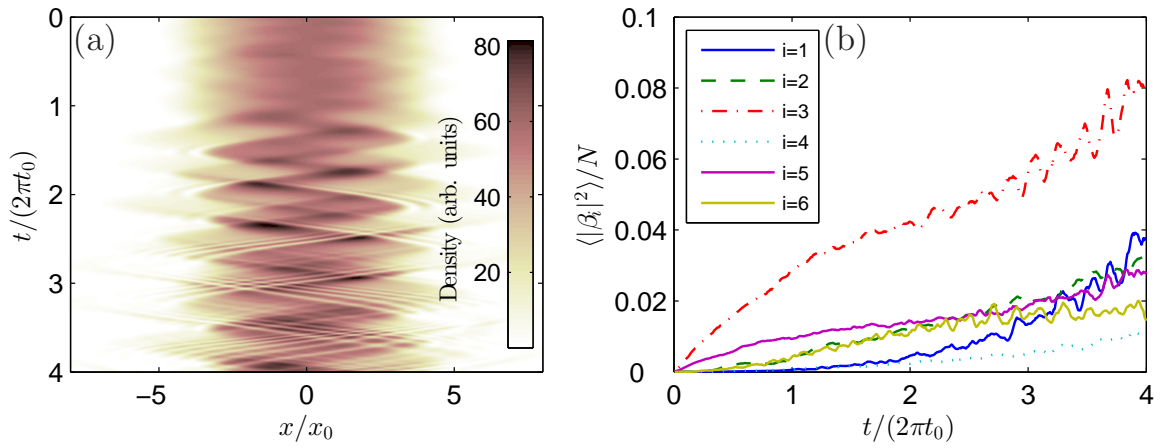 (a)
0
1
2
3
4
t/(2πt₀)
−5
0
5
x/x₀
80
60
40
20
Density (arb. units)
(b)
0.1
0.08
0.06
0.04
0.02
0
⟨|βᵢ|²⟩/N
i=1
i=2
i=3
i=4
i=5
i=6
0
1
2
3
4
t/(2πt₀)